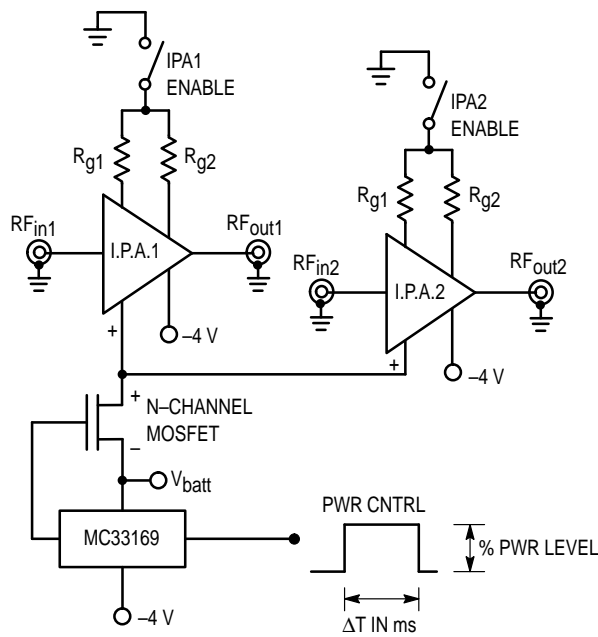 IPA1
ENABLE
IPA2
ENABLE
Rg1
Rg2
Rg1
Rg2
RFin1
I.P.A.1
RFout1
RFin2
I.P.A.2
RFout2
+
–4 V
+
–4 V
+
N–CHANNEL
MOSFET
–
Vbatt
MC33169
PWR CNTRL
% PWR LEVEL
–4 V
ΔT IN ms